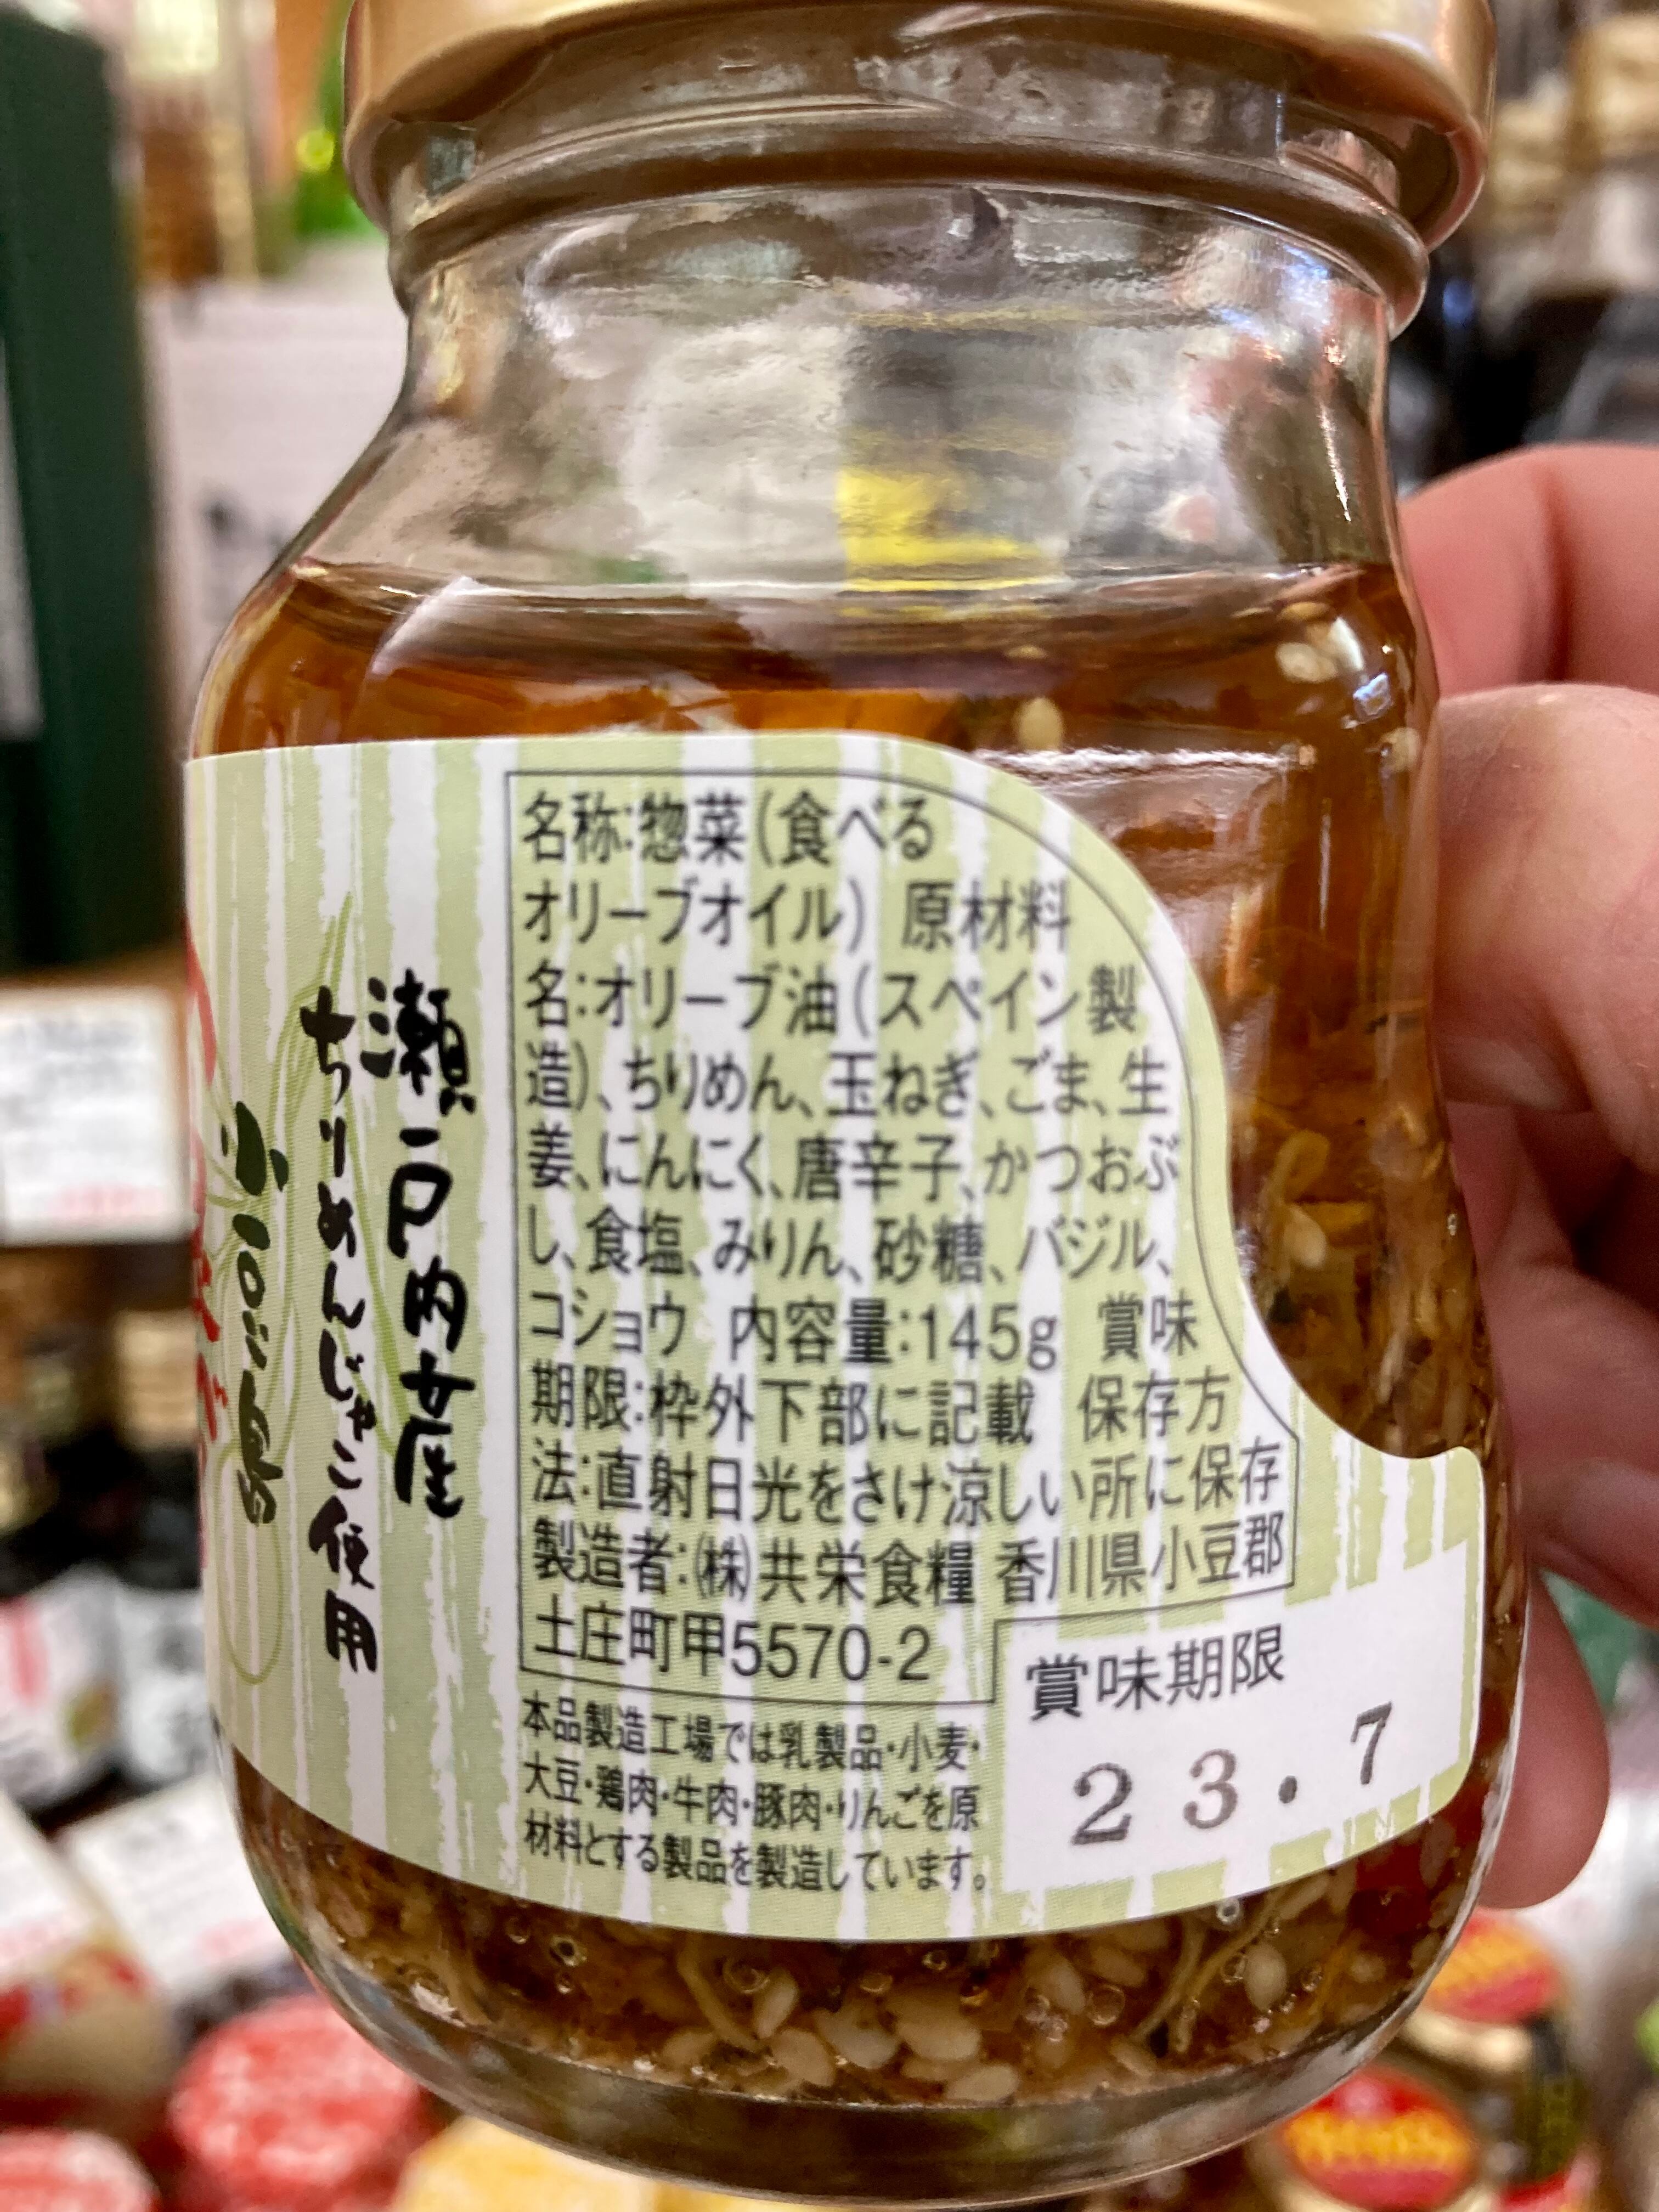 瀬戸内産
ちりめんじゃこ使用
小豆島
名称:惣菜(食べる
オリーブオイル) 原材料
名:オリーブ油(スペイン製
造)、ちりめん、玉ねぎ、ごま、生
姜、にんにく、唐辛子、かつおぶ
し、食塩、みりん、砂糖、バジル、
コショウ 内容量:145g 賞味
期限:枠外下部に記載 保存方
法:直射日光をさけ涼しい所に保存
製造者:㈱共栄食糧 香川県小豆郡
土庄町甲5570-2
賞味期限
23.7
本品製造工場では乳製品・小麦・
大豆・鶏肉・牛肉・豚肉・りんごを原
材料とする製品を製造しています。